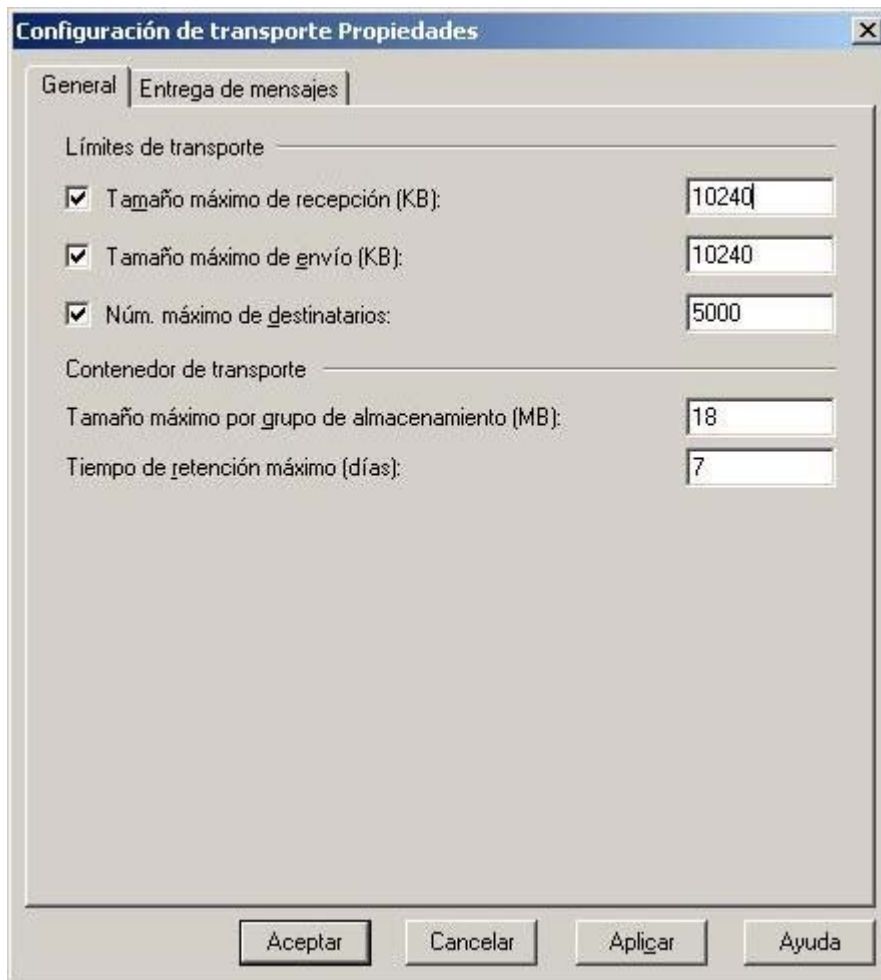 Configuración de transporte Propiedades
General Entrega de mensajes
Límites de transporte
Tamaño máximo de recepción (KB): 10240
Tamaño máximo de envío (KB): 10240
Núm. máximo de destinatarios: 5000
Contenedor de transporte
Tamaño máximo por grupo de almacenamiento (MB): 18
Tiempo de retención máximo (días): 7
Aceptar Cancelar Aplicar Ayuda